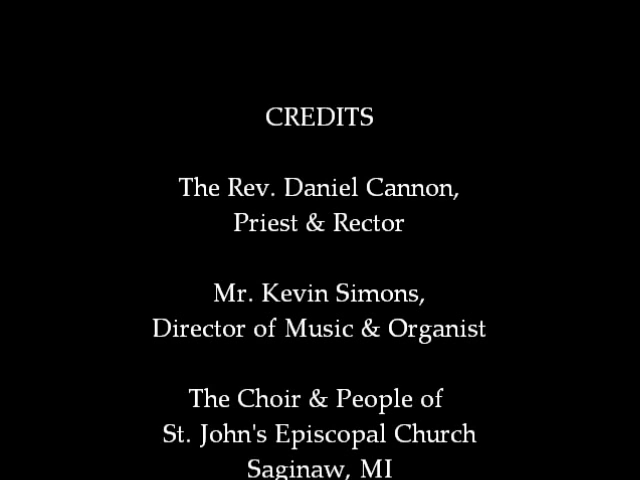 CREDITS
The Rev. Daniel Cannon,
Priest & Rector
Mr. Kevin Simons,
Director of Music & Organist
The Choir & People of
St. John's Episcopal Church
Saginaw, MI